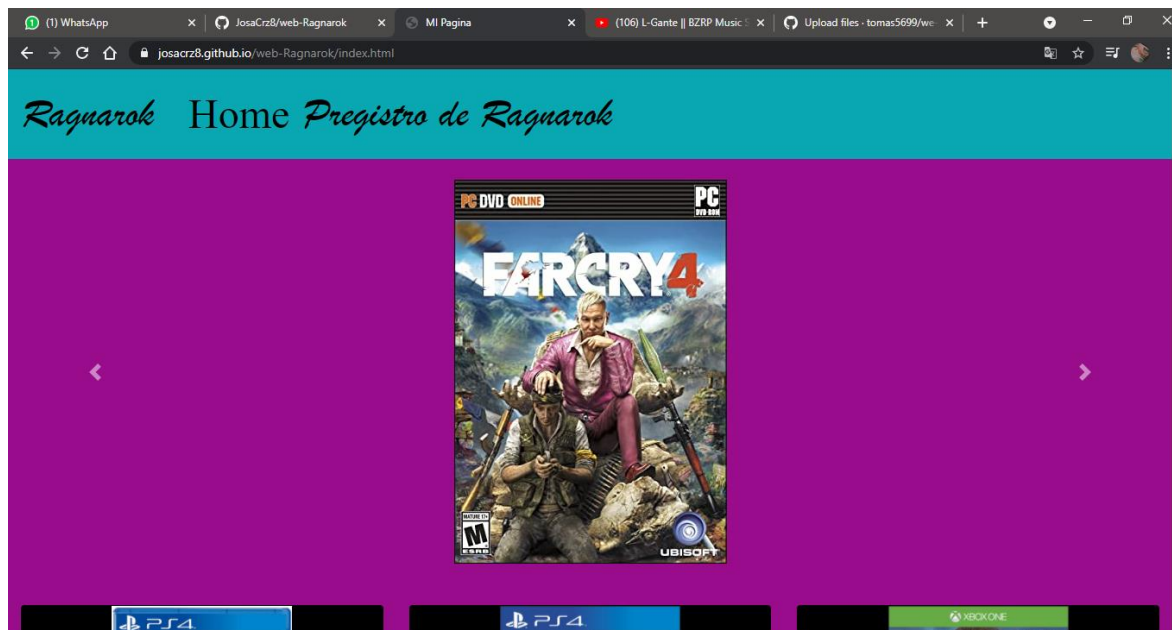 (1) WhatsApp
JosaCrz8/web-Ragnarok
MI Pagina
(106) L-Gante || BZRP Music S
Upload files · tomas5699/we
josacrz8.github.io/web-Ragnarok/index.html
Ragnarok Home Pregistro de Ragnarok
PC DVD ONLINE
PC
DVD-ROM
FARCRY4
MATURE 17+
M
ESRB
UBISOFT
PS4
PS4
XBOX ONE